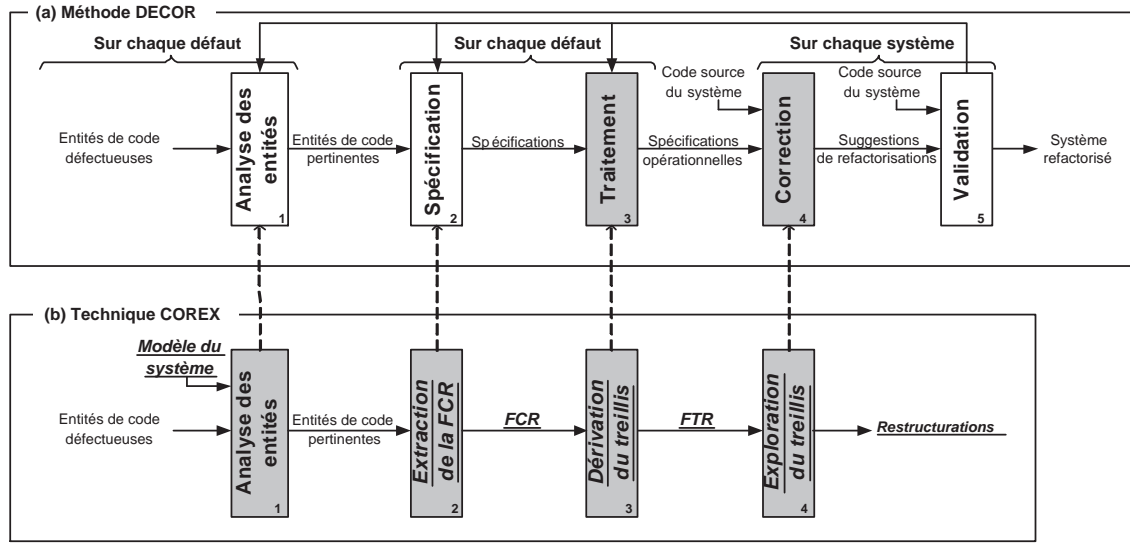 (a) Méthode DECOR
Sur chaque défaut
Sur chaque défaut
Sur chaque système
Code source
du système
Code source
du système
Entités de code
défectueuses
Analyse des
entités
1
Entités de code
pertinentes
Spécification
2
Spécifications
Traitement
3
Spécifications
opérationnelles
Correction
4
Suggestions
de refactorisations
Validation
5
Système
refactorisé
(b) Technique COREX
Modèle du
système
Entités de code
défectueuses
Analyse des
entités
1
Entités de code
pertinentes
Extraction
de la FCR
2
FCR
Dérivation
du treillis
3
FTR
Exploration
du treillis
4
Restructurations